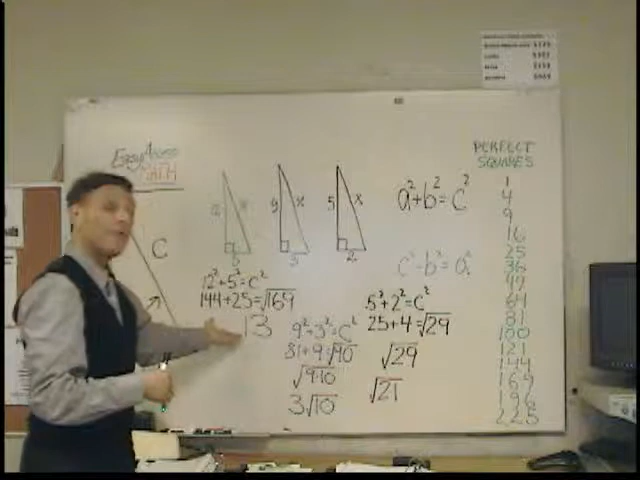 Easy Access
MATH
PERFECT
SQUARES
1
4
9
16
25
36
49
64
81
100
121
144
169
196
225
C
12
x
5
9
x
5
x
2
a²+b²=c²
c²-b²=a²
12²+5²=c²
144+25=√169
13
9²+3²=c²
81+9=√90
√9·10
3√10
5²+2²=c²
25+4=√29
√29
√21